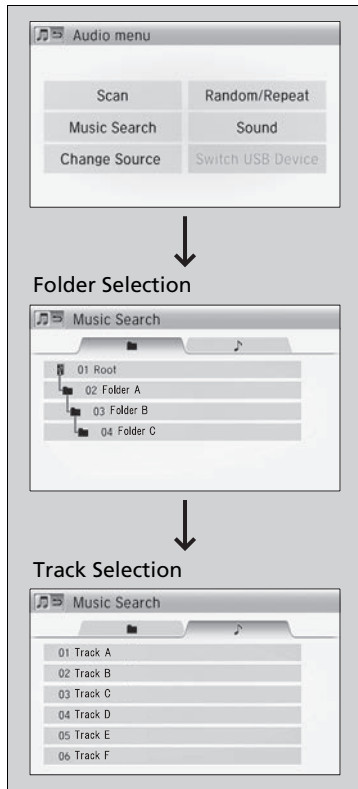 Audio menu
Scan Random/Repeat
Music Search Sound
Change Source Switch USB Device
Folder Selection
Music Search
01 Root
02 Folder A
03 Folder B
04 Folder C
Track Selection
Music Search
01 Track A
02 Track B
03 Track C
04 Track D
05 Track E
06 Track F